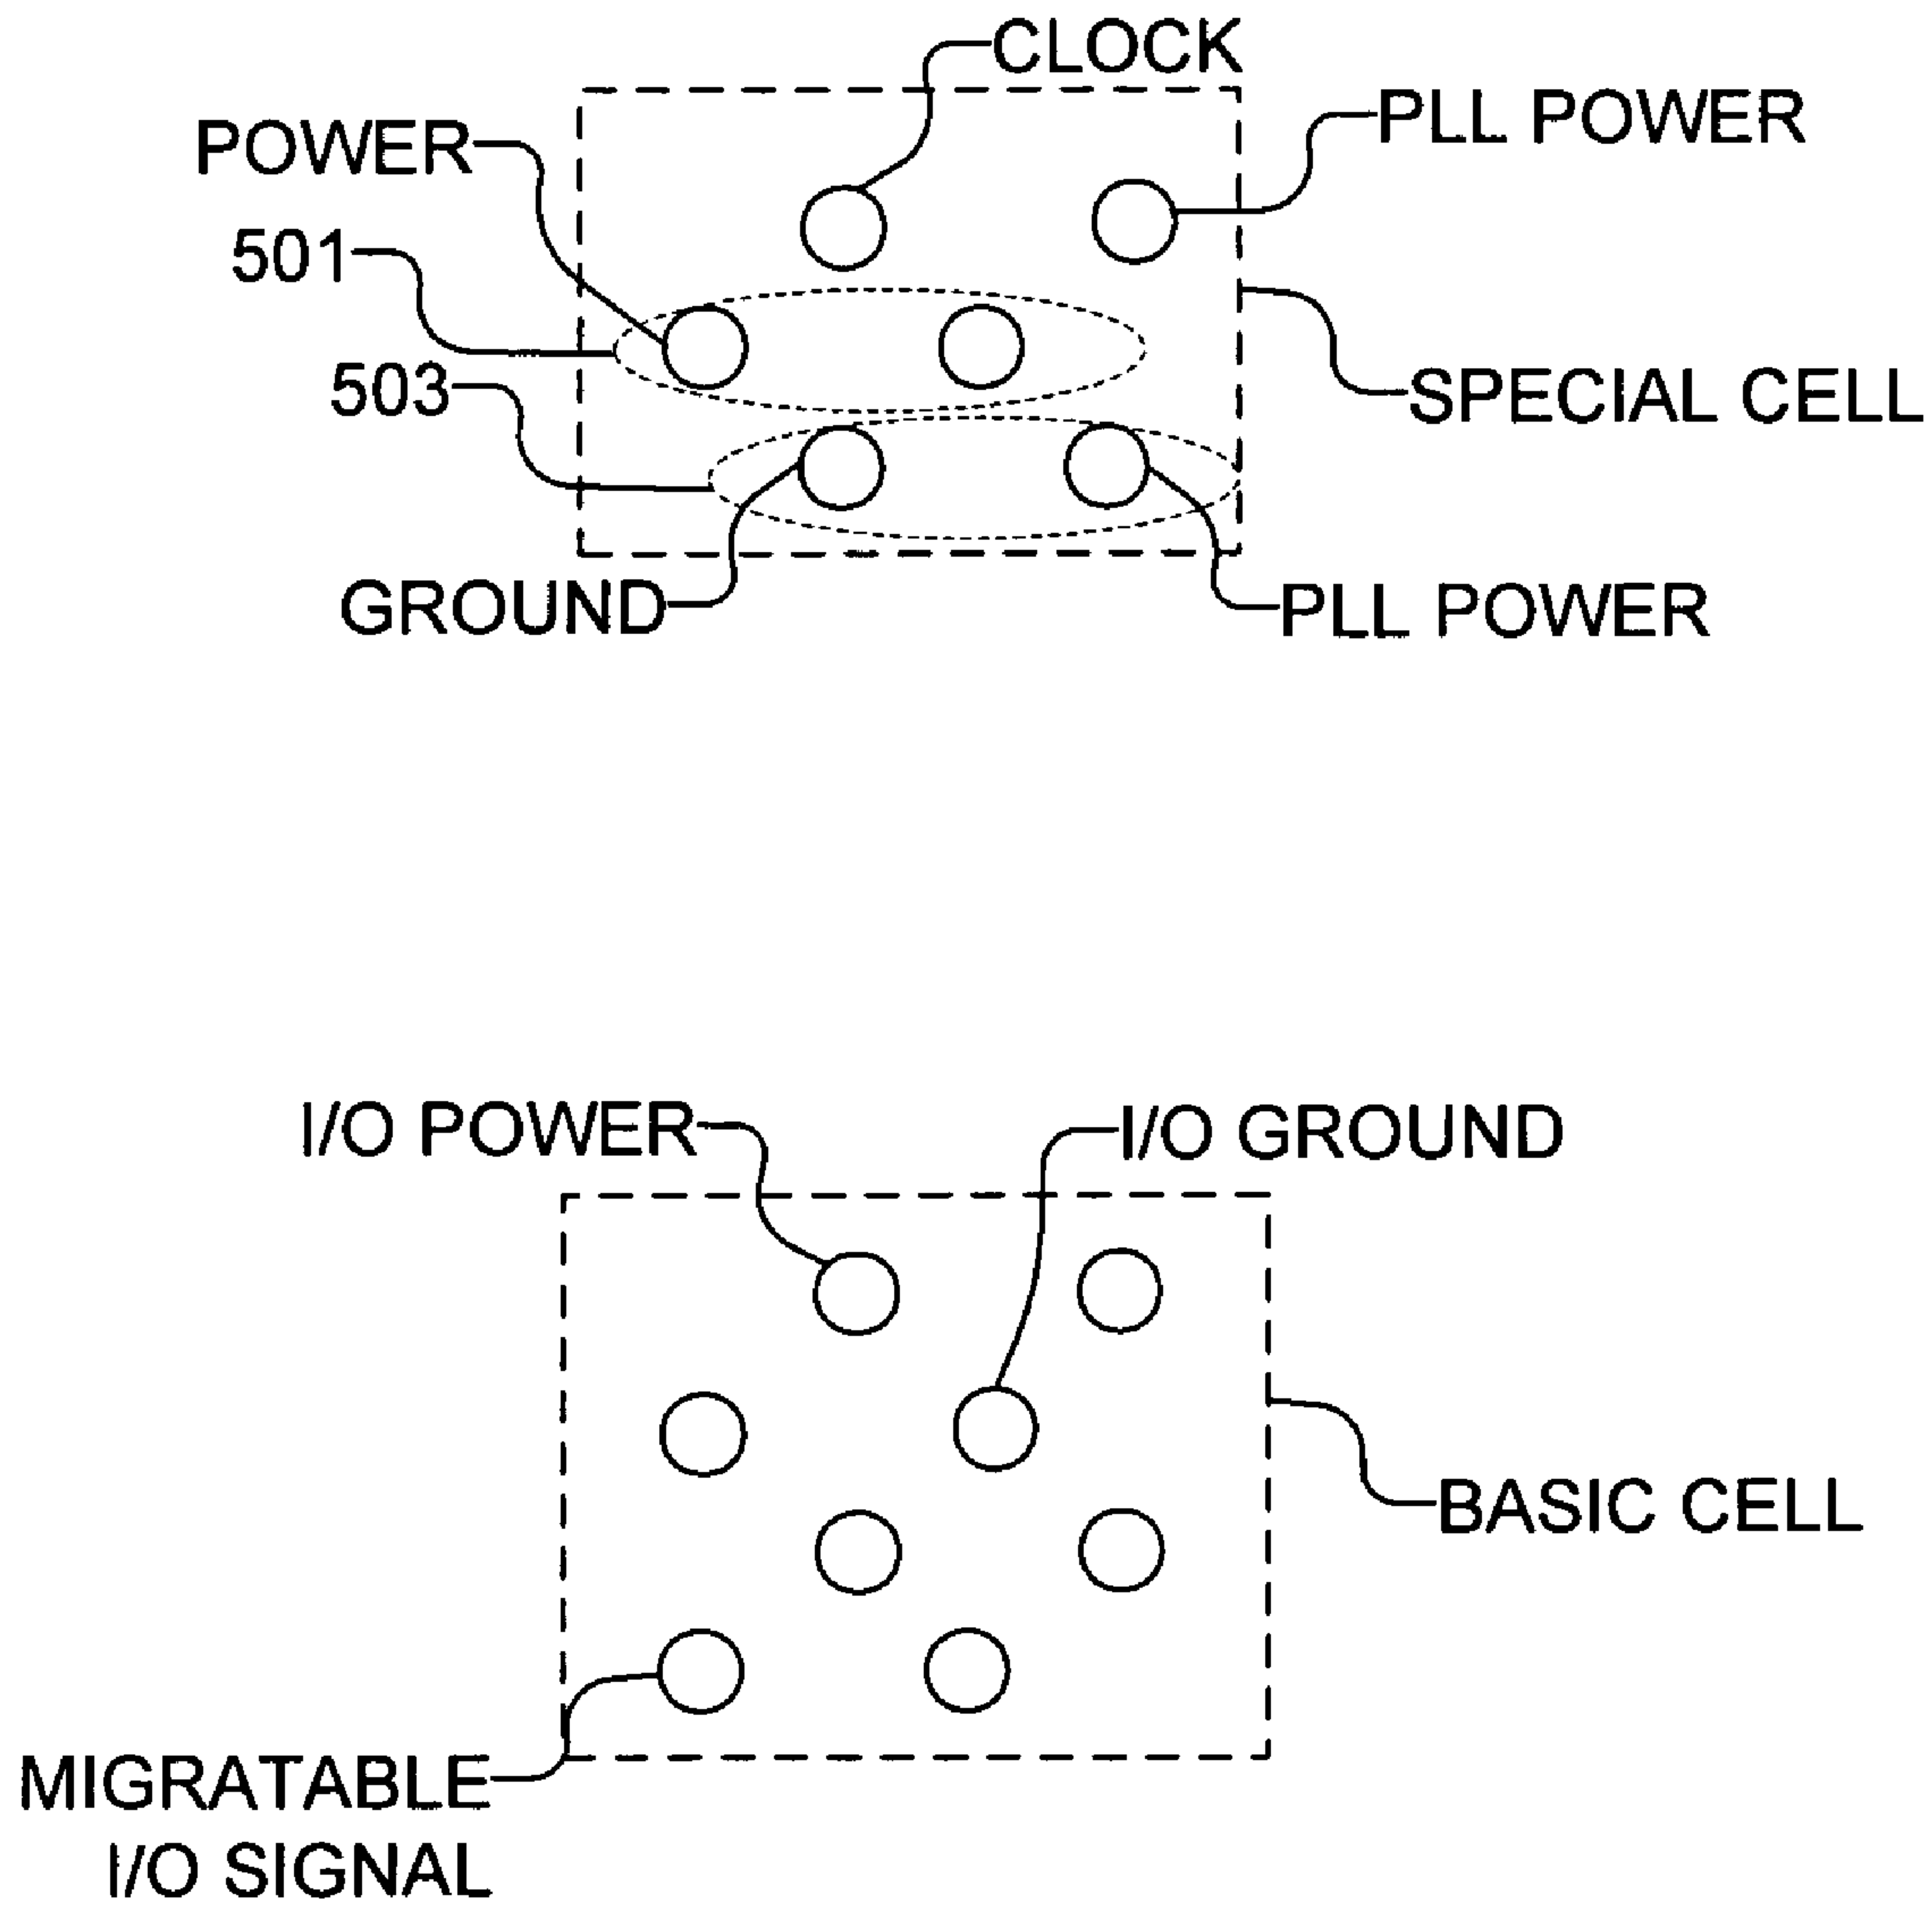 CLOCK
PLL POWER
POWER
501
503
SPECIAL CELL
GROUND
PLL POWER
I/O POWER
I/O GROUND
BASIC CELL
MIGRATABLE
I/O SIGNAL